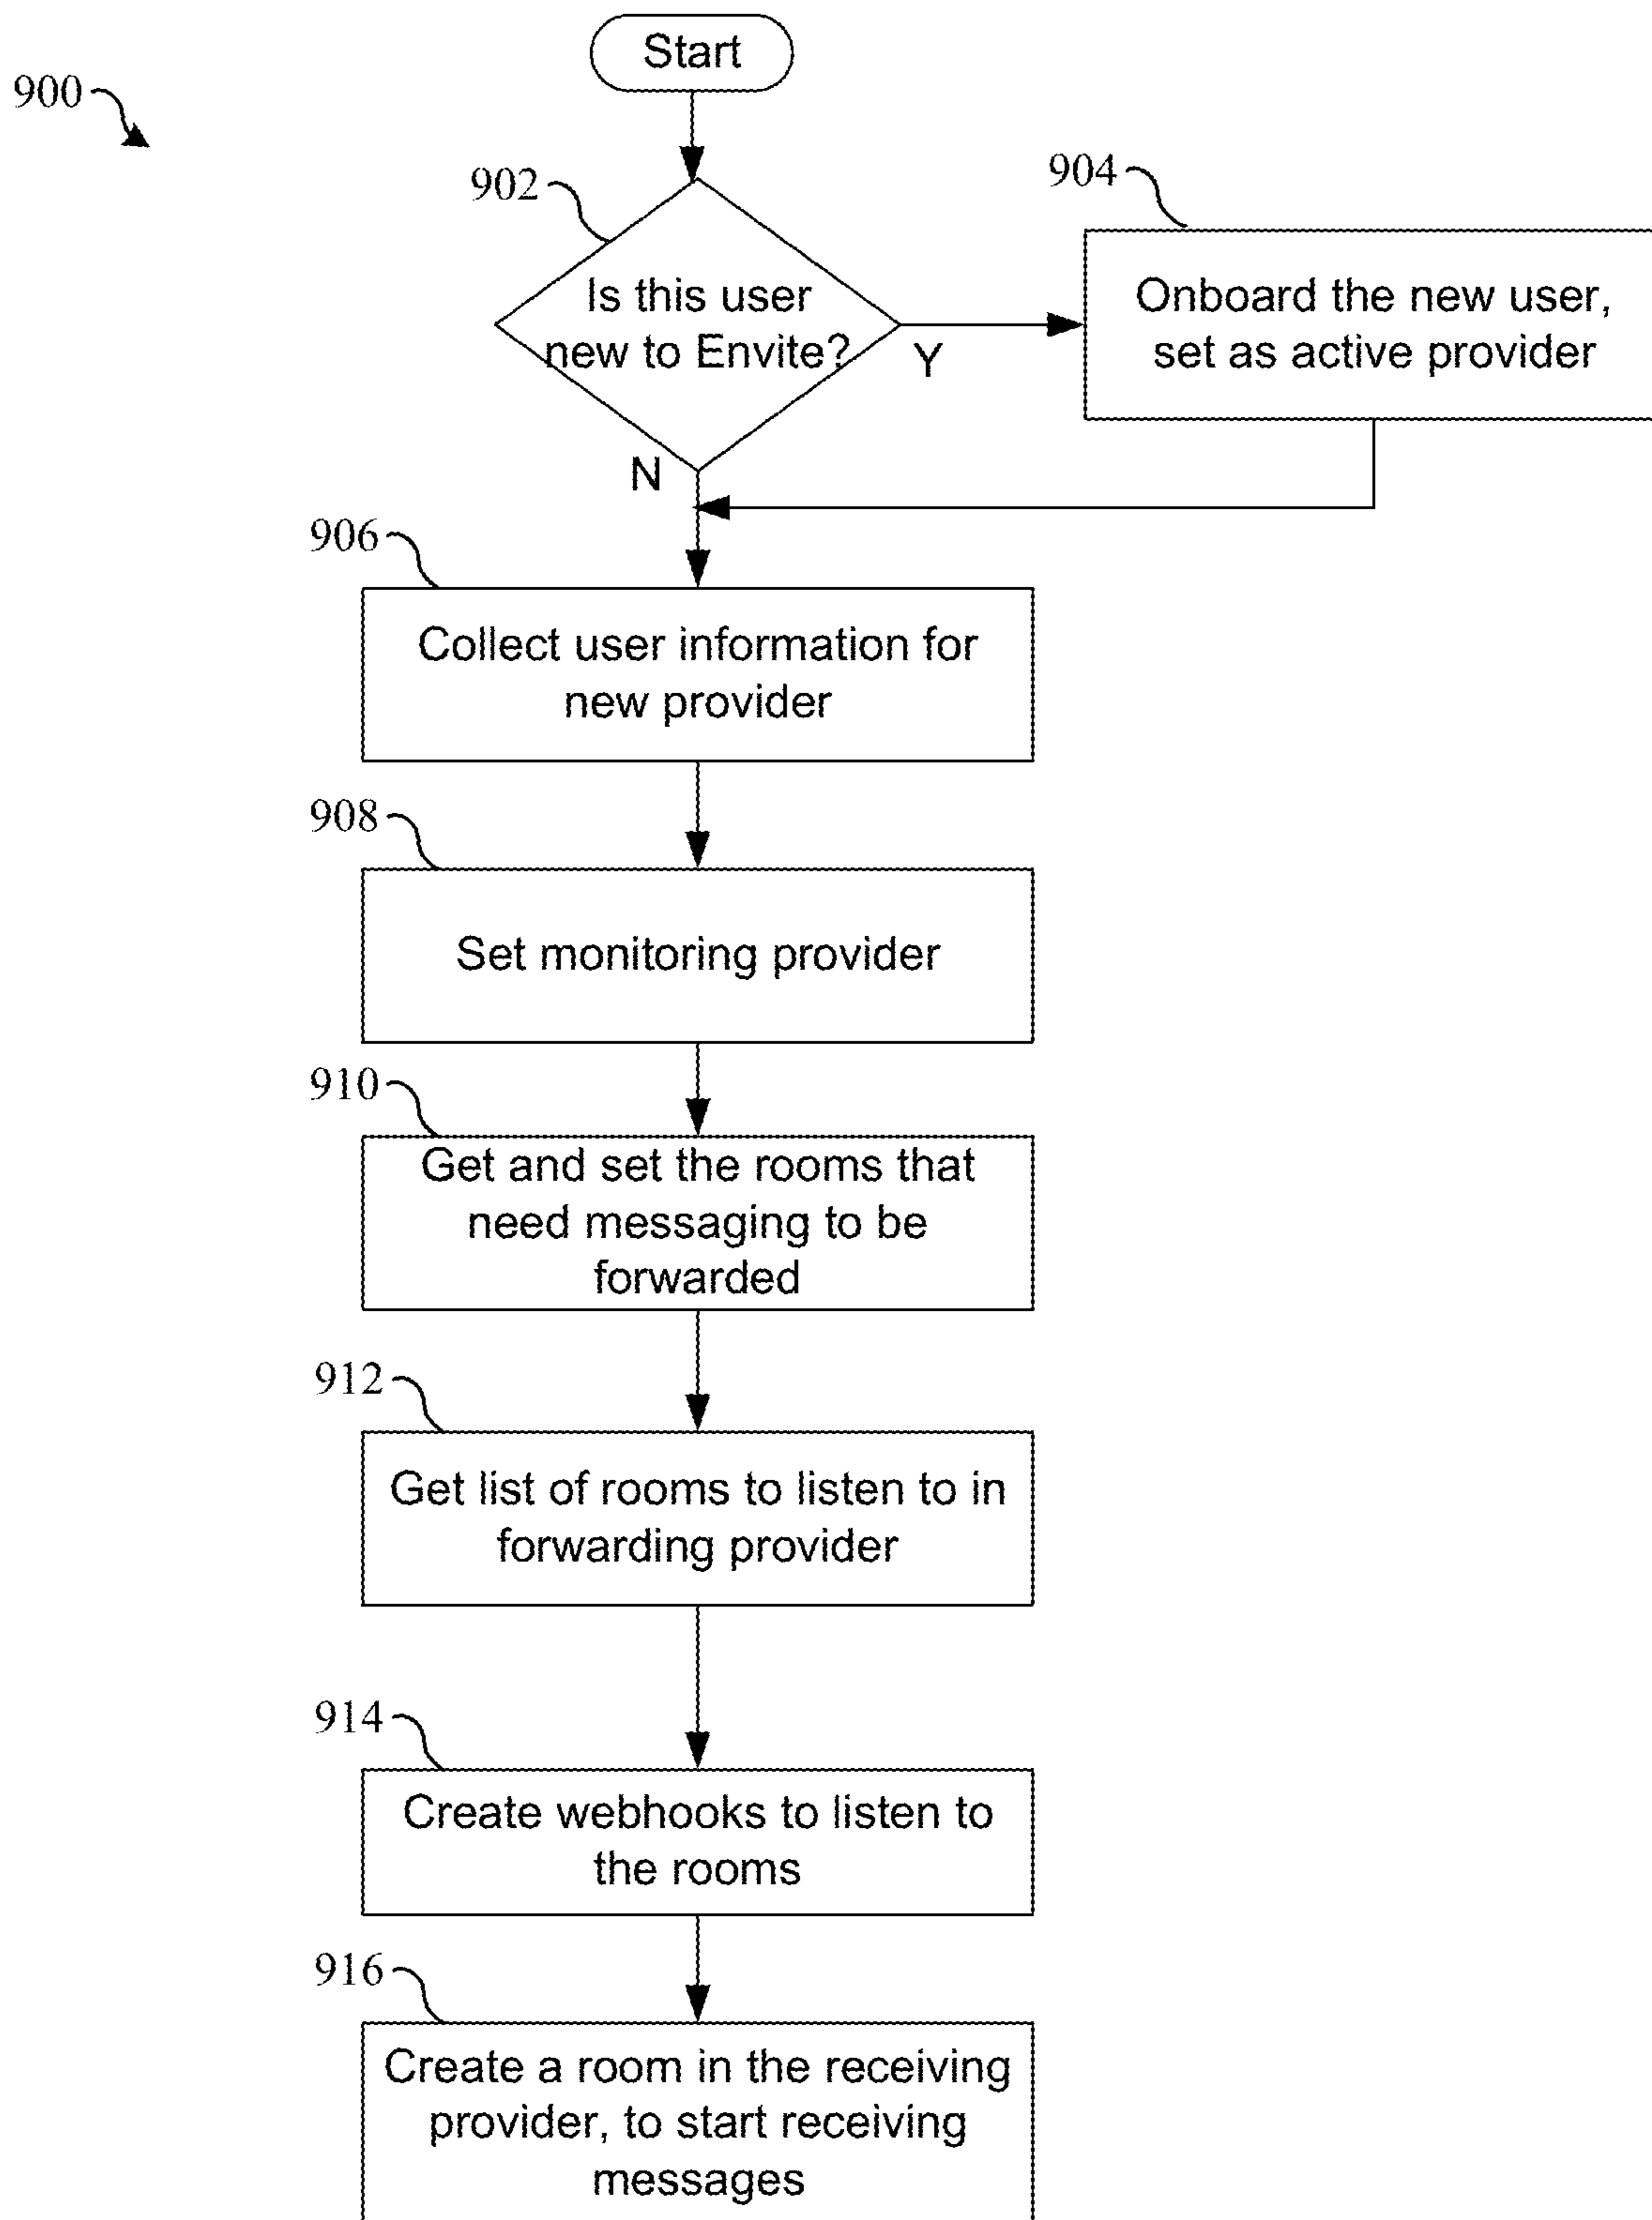 Start
900
902
904
Is this user
new to Envite?
Y
Onboard the new user,
set as active provider
N
906
Collect user information for
new provider
908
Set monitoring provider
910
Get and set the rooms that
need messaging to be
forwarded
912
Get list of rooms to listen to in
forwarding provider
914
Create webhooks to listen to
the rooms
916
Create a room in the receiving
provider, to start receiving
messages